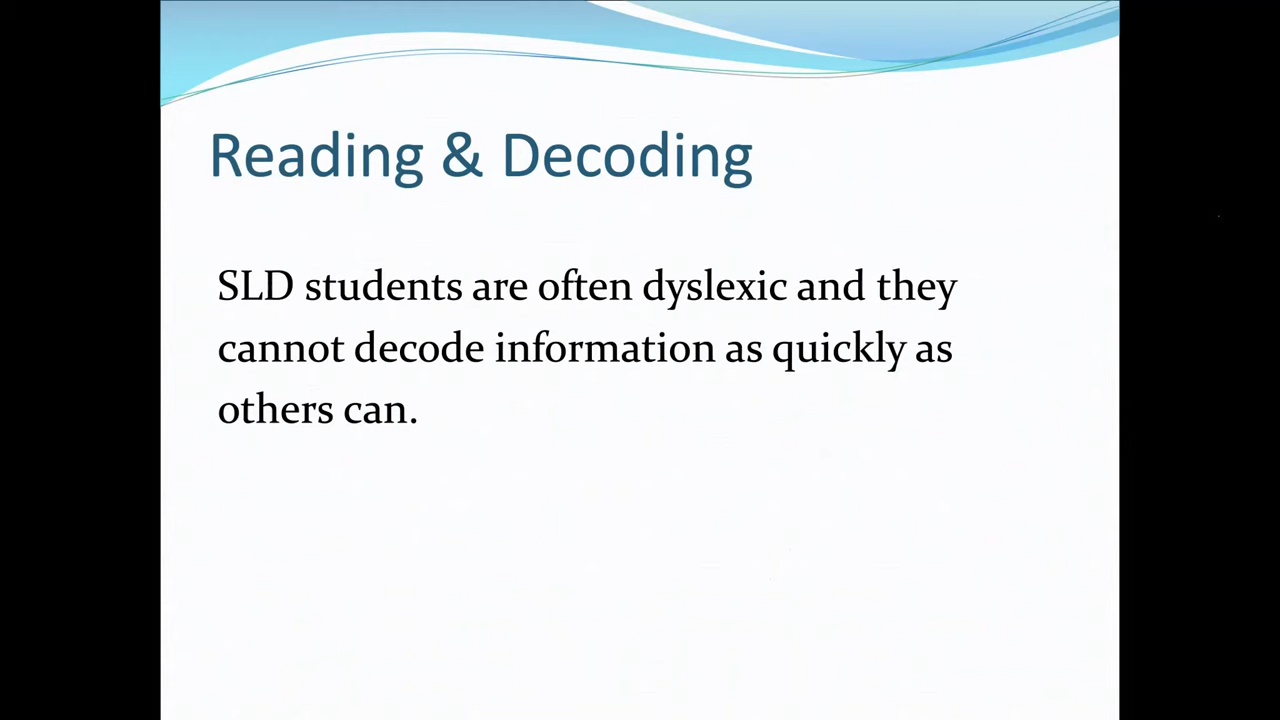 Reading & Decoding
SLD students are often dyslexic and they
cannot decode information as quickly as
others can.